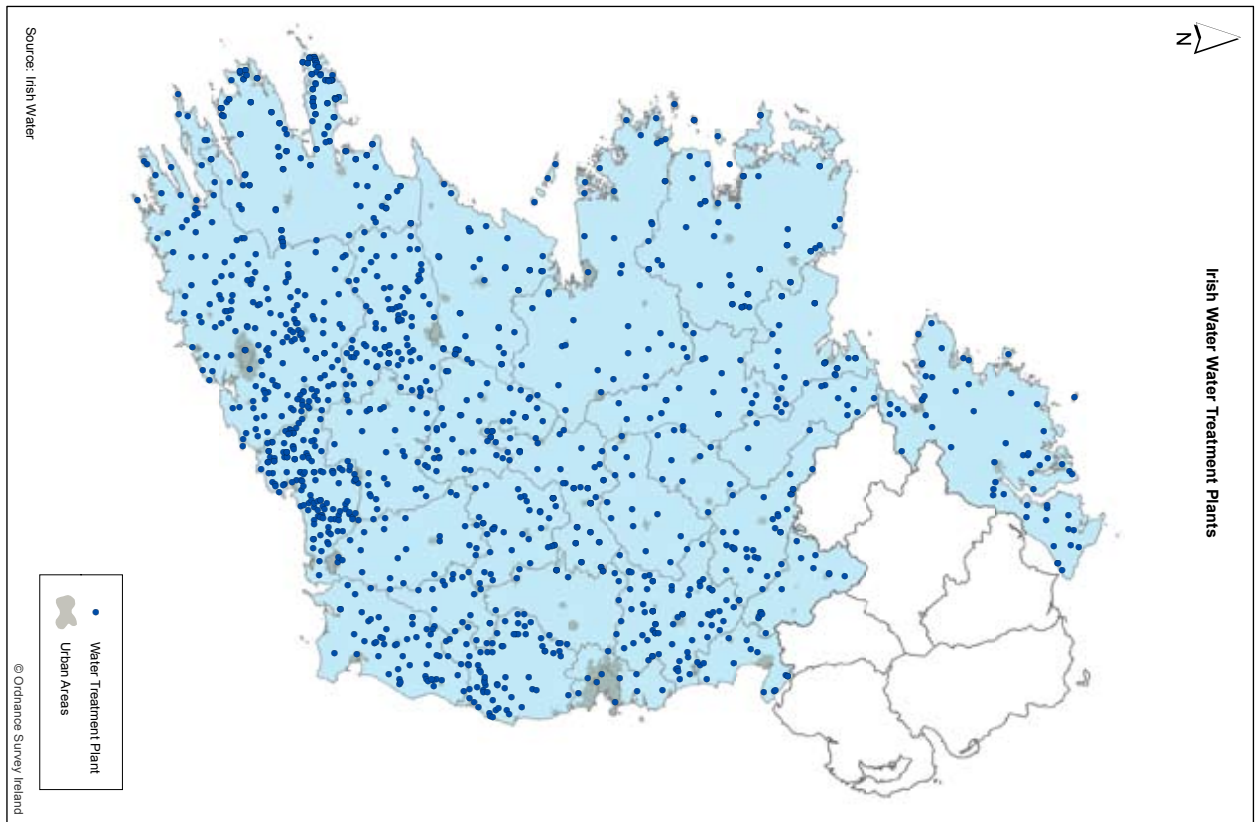 Irish Water Water Treatment Plants
N
Water Treatment Plant
Urban Areas
Source: Irish Water
© Ordnance Survey Ireland